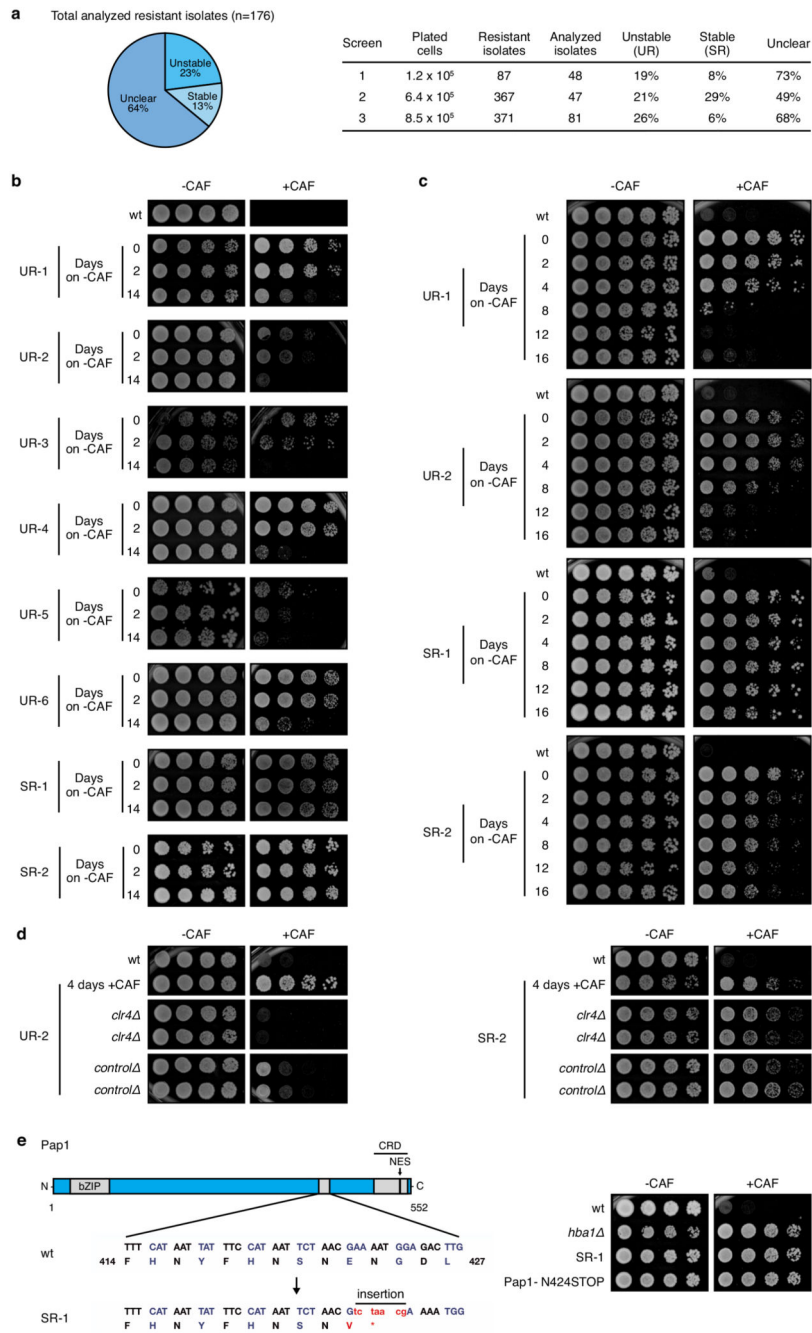 a Total analyzed resistant isolates (n=176)
Unstable
23%
Stable
13%
Unclear
64%
Screen Plated cells Resistant isolates Analyzed isolates Unstable (UR) Stable (SR) Unclear
1 1.2 x 10⁵ 87 48 19% 8% 73%
2 6.4 x 10⁵ 367 47 21% 29% 49%
3 8.5 x 10⁵ 371 81 26% 6% 68%
b
-CAF +CAF
wt
UR-1 Days on -CAF 0 2 14
UR-2 Days on -CAF 0 2 14
UR-3 Days on -CAF 0 2 14
UR-4 Days on -CAF 0 2 14
UR-5 Days on -CAF 0 2 14
UR-6 Days on -CAF 0 2 14
SR-1 Days on -CAF 0 2 14
SR-2 Days on -CAF 0 2 14
c
-CAF +CAF
wt
UR-1 Days on -CAF 0 2 4 8 12 16
wt
UR-2 Days on -CAF 0 2 4 8 12 16
wt
SR-1 Days on -CAF 0 2 4 8 12 16
wt
SR-2 Days on -CAF 0 2 4 8 12 16
d
-CAF +CAF
wt
4 days +CAF
UR-2
clr4Δ
clr4Δ
controlΔ
controlΔ
-CAF +CAF
wt
4 days +CAF
SR-2
clr4Δ
clr4Δ
controlΔ
controlΔ
e
Pap1
CRD
NES
N bZIP C
1 552
wt
TTT CAT AAT TAT TTC CAT AAT TCT AAC GAA AAT GGA GAC TTG
414 F H N Y F H N S N E N G D L 427
insertion
SR-1
TTT CAT AAT TAT TTC CAT AAT TCT AAC Gtc taa cgA AAA TGG
F H N Y F H N S N V *
-CAF +CAF
wt
hba1Δ
SR-1
Pap1- N424STOP